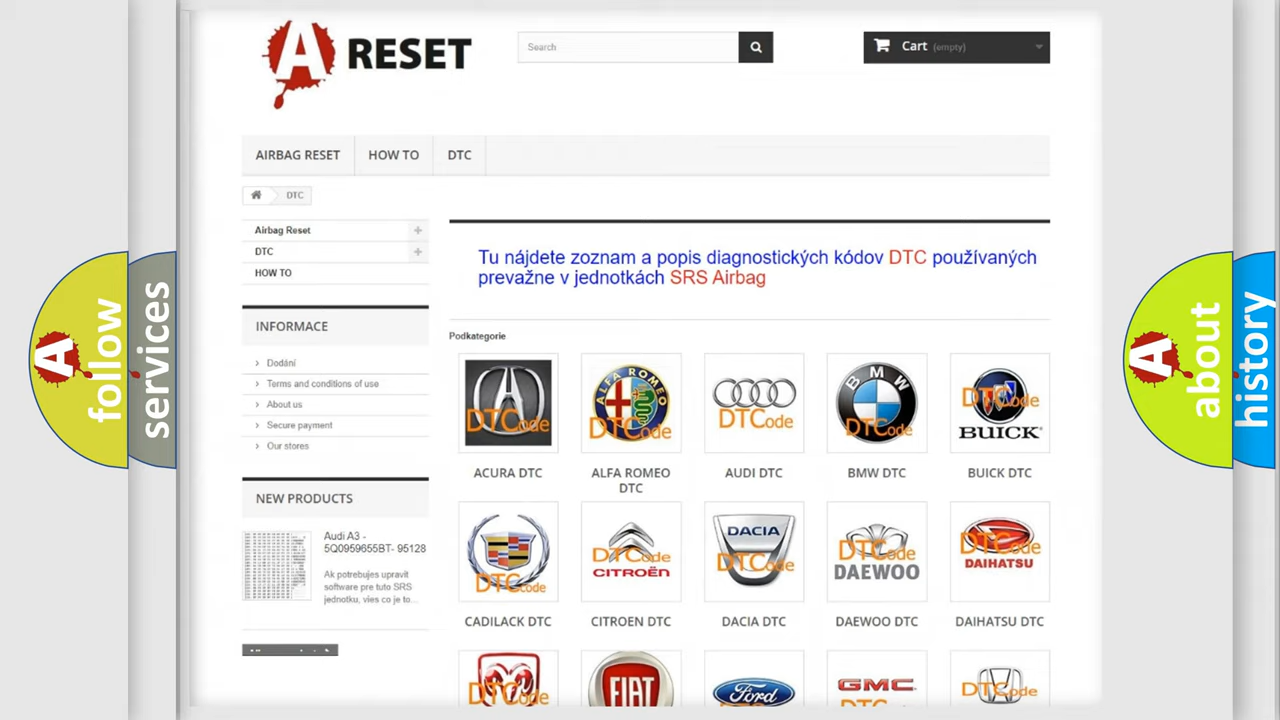 A RESET
Search
Cart (empty)
AIRBAG RESET
HOW TO
DTC
DTC
Airbag Reset
DTC
HOW TO
Tu nájdete zoznam a popis diagnostických kódov DTC používaných
prevažne v jednotkách SRS Airbag
INFORMACE
Dodání
Terms and conditions of use
About us
Secure payment
Our stores
NEW PRODUCTS
Audi A3 -
5Q0959655BT- 95128
Ak potrebujes upravit
software pre tuto SRS
jednotku, vies co je to...
Podkategorie
DTCode
ALFA ROMEO
DTCode
DTCode
BMW
DTCode
DTCode
BUICK
ACURA DTC
ALFA ROMEO
DTC
AUDI DTC
BMW DTC
BUICK DTC
DTCode
DTCode
CITROËN
DACIA
DTCode
DTCode
DAEWOO
DTCode
DAIHATSU
CADILACK DTC
CITROEN DTC
DACIA DTC
DAEWOO DTC
DAIHATSU DTC
DTCode
FIAT
Ford
GMC
DTCode
A
follow
services
A
about
history